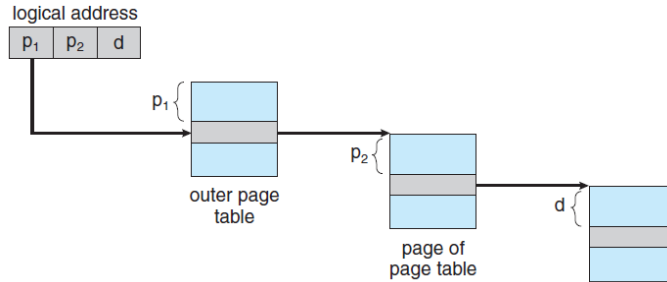 logical address
p₁ p₂ d
p₁
outer page
table
p₂
page of
page table
d